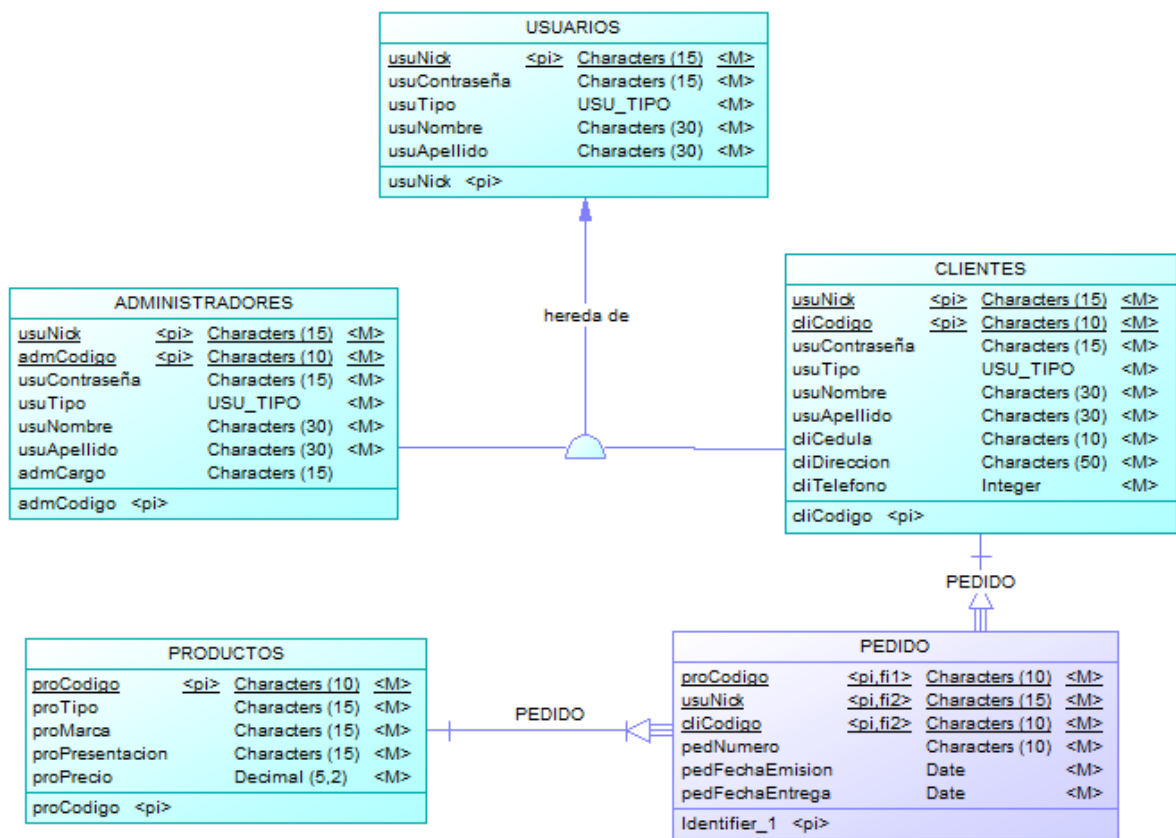 USUARIOS
usuNick <pi> Characters (15) <M>
usuContraseña Characters (15) <M>
usuTipo USU_TIPO <M>
usuNombre Characters (30) <M>
usuApellido Characters (30) <M>
usuNick <pi>
hereda de
ADMINISTRADORES
usuNick <pi> Characters (15) <M>
admCodigo <pi> Characters (10) <M>
usuContraseña Characters (15) <M>
usuTipo USU_TIPO <M>
usuNombre Characters (30) <M>
usuApellido Characters (30) <M>
admCargo Characters (15)
admCodigo <pi>
CLIENTES
usuNick <pi> Characters (15) <M>
cliCodigo <pi> Characters (10) <M>
usuContraseña Characters (15) <M>
usuTipo USU_TIPO <M>
usuNombre Characters (30) <M>
usuApellido Characters (30) <M>
cliCedula Characters (10) <M>
cliDireccion Characters (50) <M>
cliTelefono Integer <M>
cliCodigo <pi>
PEDIDO
PRODUCTOS
proCodigo <pi> Characters (10) <M>
proTipo Characters (15) <M>
proMarca Characters (15) <M>
proPresentacion Characters (15) <M>
proPrecio Decimal (5,2) <M>
proCodigo <pi>
PEDIDO
PEDIDO
proCodigo <pi,fi1> Characters (10) <M>
usuNick <pi,fi2> Characters (15) <M>
cliCodigo <pi,fi2> Characters (10) <M>
pedNumero Characters (10) <M>
pedFechaEmision Date <M>
pedFechaEntrega Date <M>
Identifier_1 <pi>